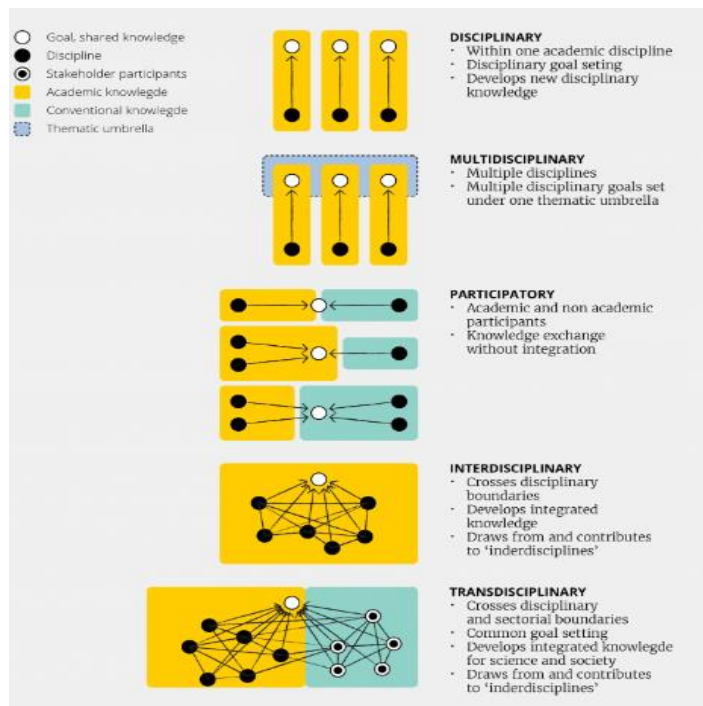 Goal, shared knowledge
Discipline
Stakeholder participants
Academic knowlegde
Conventional knowlegde
Thematic umbrella
DISCIPLINARY
· Within one academic discipline
· Disciplinary goal seting
· Develops new disciplinary
knowledge
MULTIDISCIPLINARY
· Multiple disciplines
· Multiple disciplinary goals set
under one thematic umbrella
PARTICIPATORY
· Academic and non academic
participants
· Knowledge exchange
without integration
INTERDISCIPLINARY
· Crosses disciplinary
boundaries
· Develops integrated
knowledge
· Draws from and contributes
to ‘inderdisciplines’
TRANSDISCIPLINARY
· Crosses disciplinary
and sectorial boundaries
· Common goal setting
· Develops integrated knowlegde
for science and society
· Draws from and contributes
to ‘inderdisciplines’